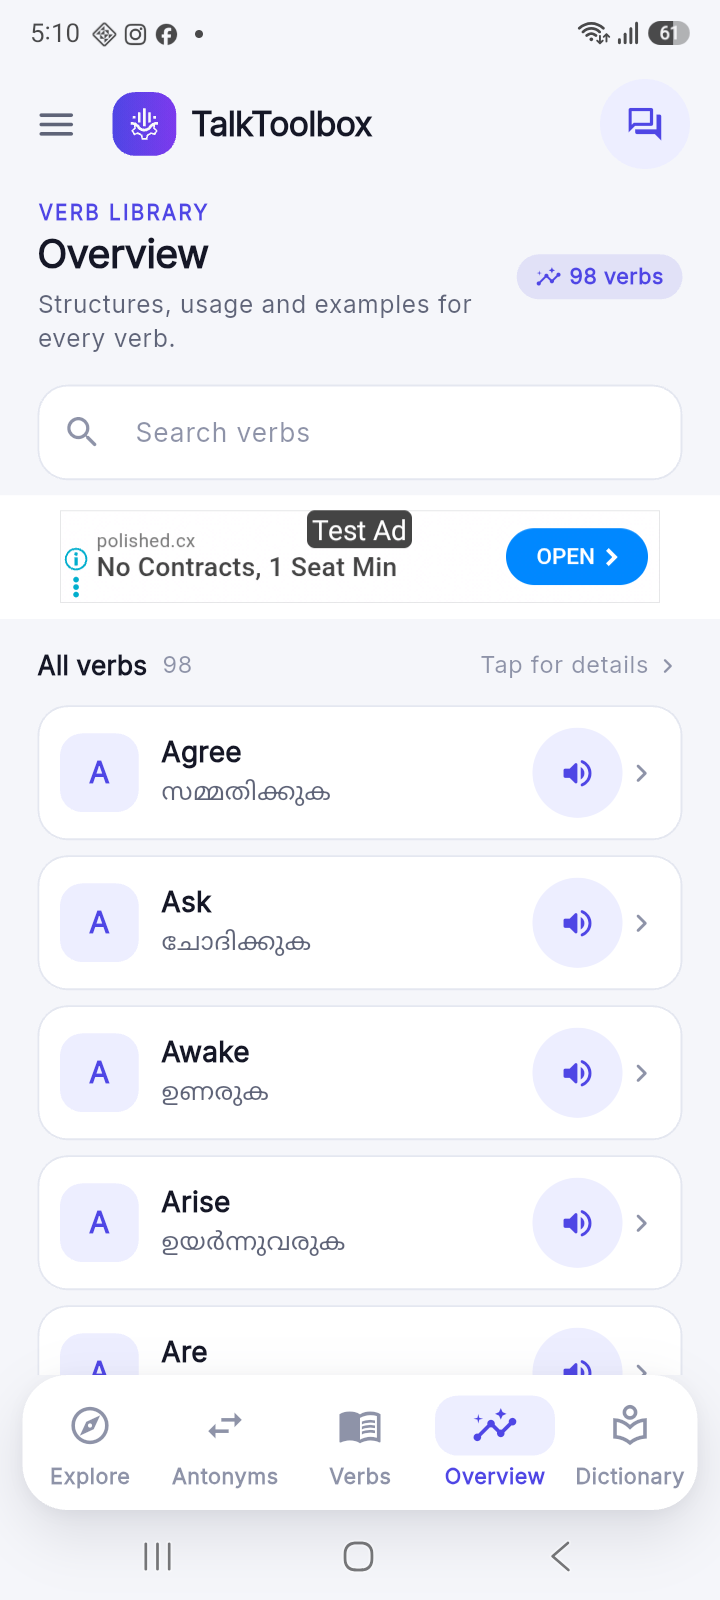 5:10
61
TalkToolbox
VERB LIBRARY
Overview
98 verbs
Structures, usage and examples for
every verb.
Search verbs
Test Ad
polished.cx
No Contracts, 1 Seat Min
OPEN
All verbs 98
Tap for details
A
Agree
സമ്മതിക്കുക
A
Ask
ചോദിക്കുക
A
Awake
ഉണരുക
A
Arise
ഉയർന്നുവരുക
A
Are
Explore
Antonyms
Verbs
Overview
Dictionary